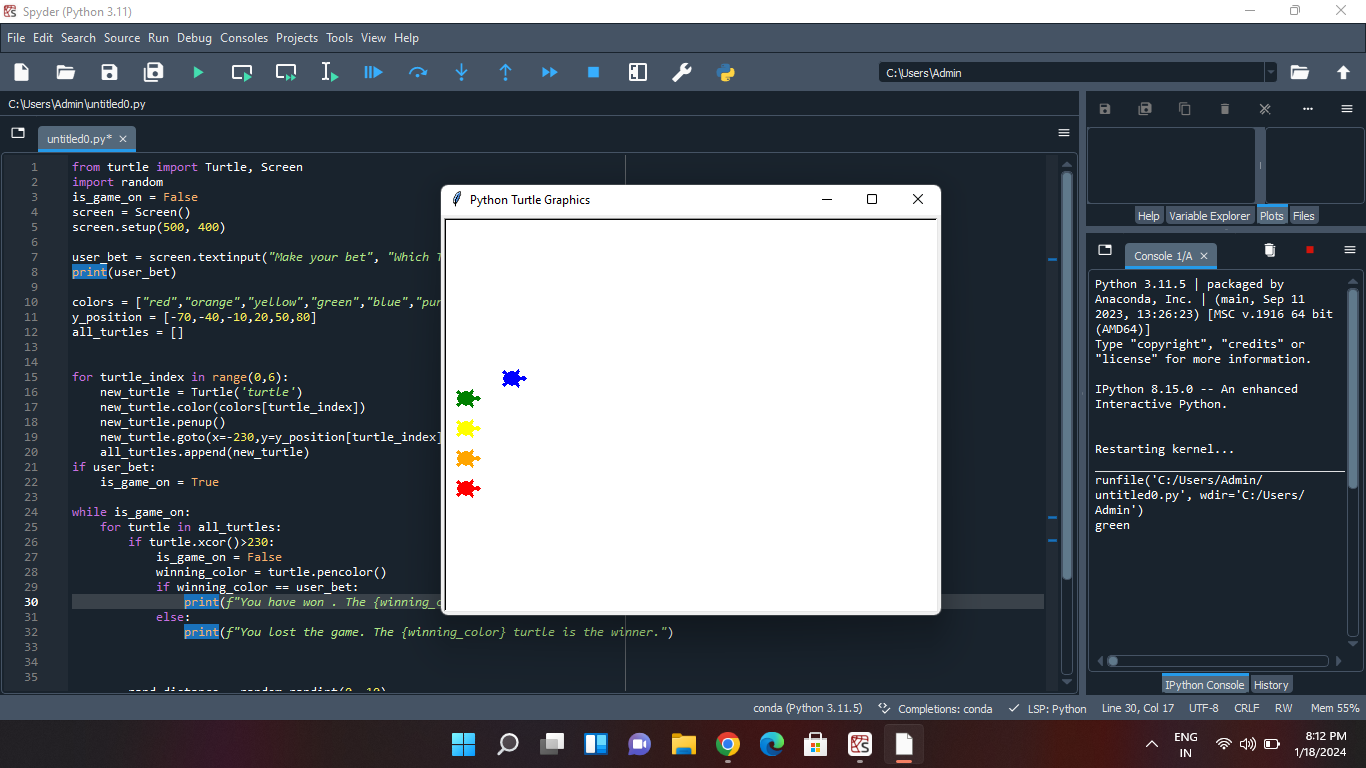 Spyder (Python 3.11)
File Edit Search Source Run Debug Consoles Projects Tools View Help
C:\Users\Admin
C:\Users\Admin\untitled0.py
untitled0.py*
1 from turtle import Turtle, Screen
2 import random
3 is_game_on = False
4 screen = Screen()
5 screen.setup(500, 400)
6
7 user_bet = screen.textinput("Make your bet", "Which
8 print(user_bet)
9
10 colors = ["red","orange","yellow","green","blue",
11 y_position = [-70,-40,-10,20,50,80]
12 all_turtles = []
13
14
15 for turtle_index in range(0,6):
16 new_turtle = Turtle('turtle')
17 new_turtle.color(colors[turtle_index])
18 new_turtle.penup()
19 new_turtle.goto(x=-230,y=y_position[turtle_index]
20 all_turtles.append(new_turtle)
21 if user_bet:
22 is_game_on = True
23
24 while is_game_on:
25 for turtle in all_turtles:
26 if turtle.xcor()>230:
27 is_game_on = False
28 winning_color = turtle.pencolor()
29 if winning_color == user_bet:
30 print(f"You have won . The
31 else:
32 print(f"You lost the game. The {winning_color} turtle is the winner.")
33
34
35
Python Turtle Graphics
Help Variable Explorer Plots Files
Console 1/A
Python 3.11.5 | packaged by
Anaconda, Inc. | (main, Sep 11
2023, 13:26:23) [MSC v.1916 64 bit
(AMD64)]
Type "copyright", "credits" or
"license" for more information.
IPython 8.15.0 -- An enhanced
Interactive Python.
Restarting kernel...
runfile('C:/Users/Admin/
untitled0.py', wdir='C:/Users/
Admin')
green
IPython Console History
conda (Python 3.11.5) Completions: conda LSP: Python Line 30, Col 17 UTF-8 CRLF RW Mem 55%
ENG
IN
8:12 PM
1/18/2024